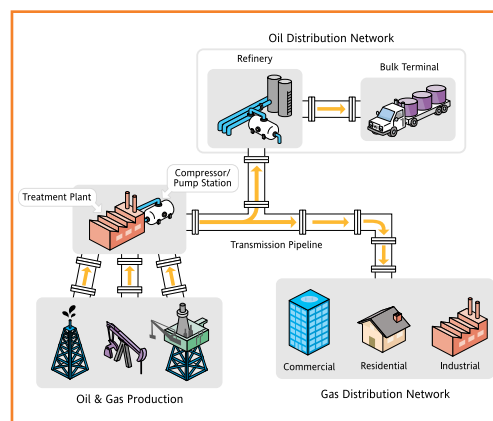 Oil Distribution Network
Refinery
Bulk Terminal
Compressor/
Pump Station
Treatment Plant
Transmission Pipeline
Commercial
Residential
Industrial
Oil & Gas Production
Gas Distribution Network